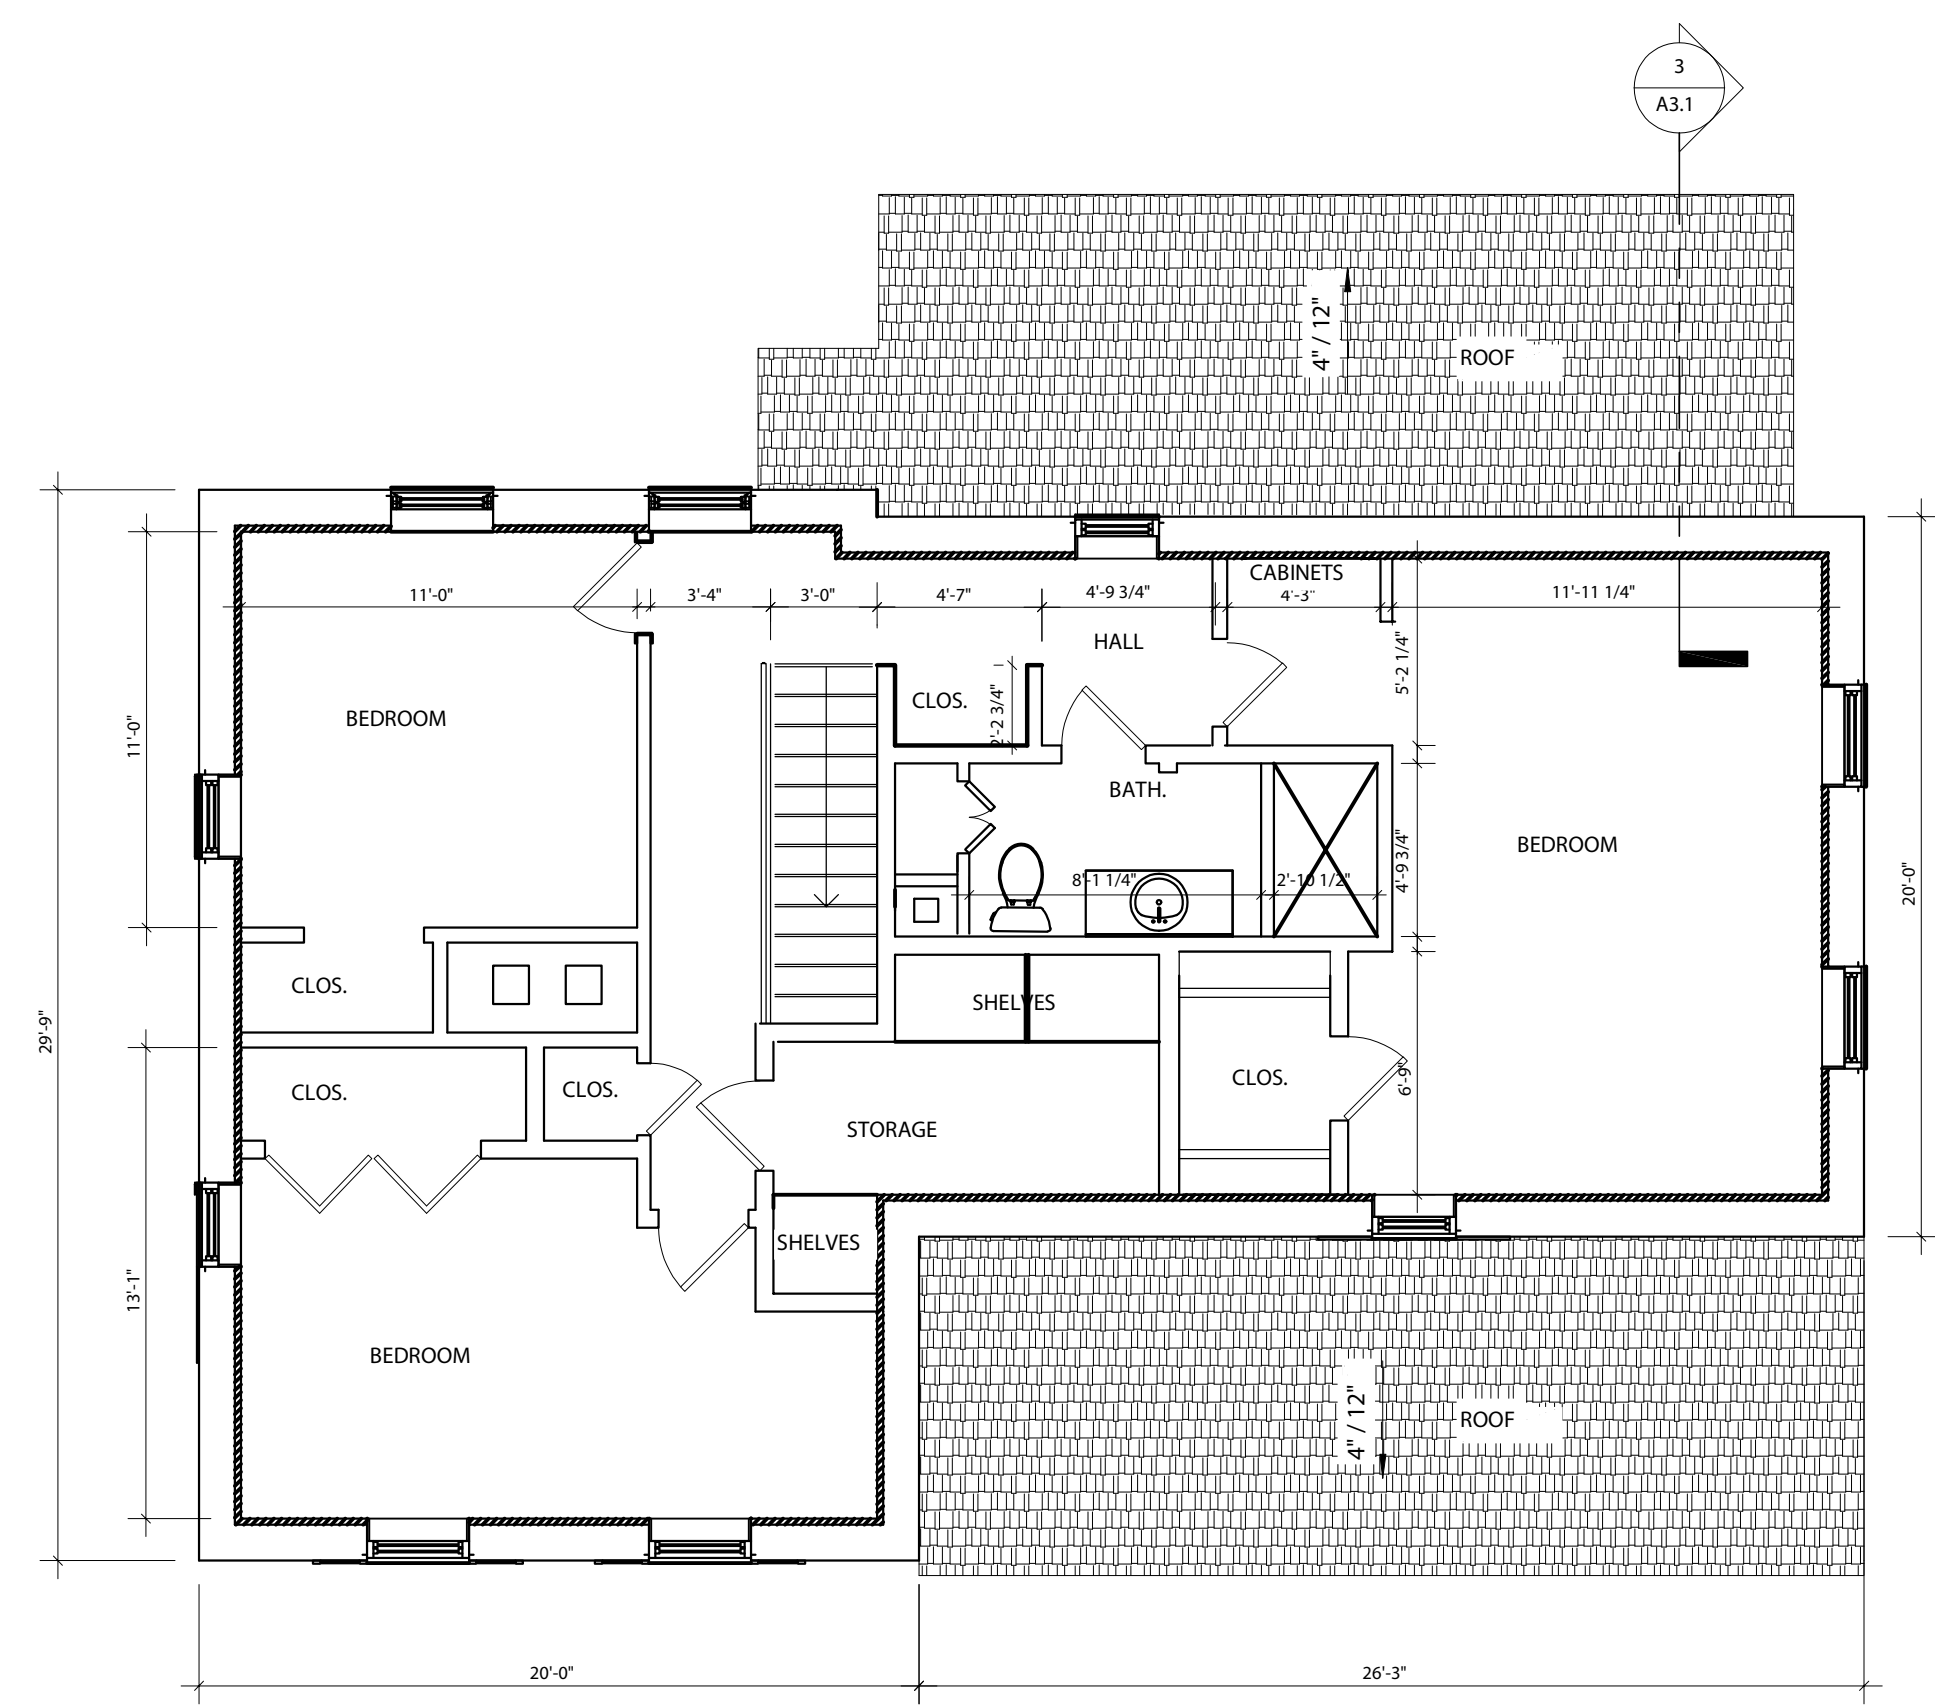 3
A3.1
4" / 12"
ROOF
CABINETS
11'-0"
3'-4"
3'-0"
4'-7"
4'-9 3/4"
4'-3"
11'-11 1/4"
HALL
5'-2 1/4"
CLOS.
2'-2 3/4"
BEDROOM
11'-0"
BATH.
BEDROOM
4'-9 3/4"
20'-0"
8'-1 1/4"
2'-10 1/2"
CLOS.
SHELVES
29'-9"
CLOS.
CLOS.
CLOS.
6'-9"
STORAGE
SHELVES
13'-1"
BEDROOM
4" / 12"
ROOF
20'-0"
26'-3"